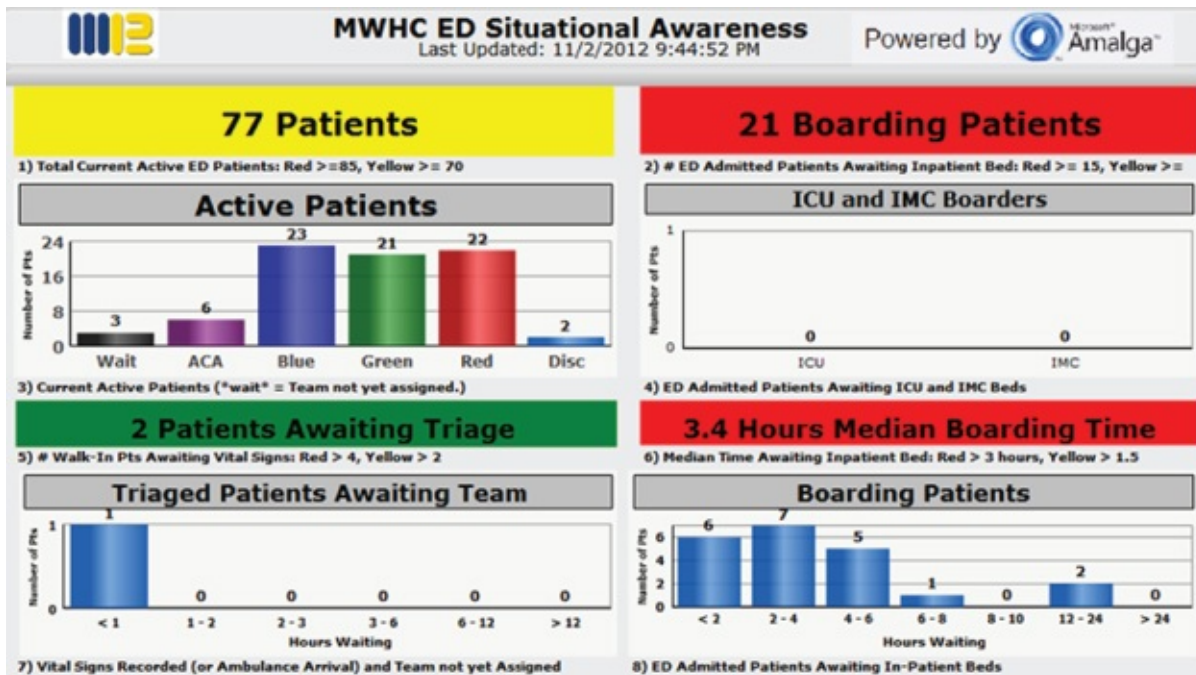 MWHC ED Situational Awareness
Last Updated: 11/2/2012 9:44:52 PM
Powered by Microsoft® Amalga™
77 Patients
1) Total Current Active ED Patients: Red >=85, Yellow >= 70
21 Boarding Patients
2) # ED Admitted Patients Awaiting Inpatient Bed: Red >= 15, Yellow >=
Active Patients
Number of Pts
24
16
8
0
3
6
23
21
22
2
Wait ACA Blue Green Red Disc
3) Current Active Patients (*wait* = Team not yet assigned.)
ICU and IMC Boarders
Number of Pts
1
0
0
0
ICU IMC
4) ED Admitted Patients Awaiting ICU and IMC Beds
2 Patients Awaiting Triage
5) # Walk-In Pts Awaiting Vital Signs: Red > 4, Yellow > 2
3.4 Hours Median Boarding Time
6) Median Time Awaiting Inpatient Bed: Red > 3 hours, Yellow > 1.5
Triaged Patients Awaiting Team
Number of Pts
1
0
1
0
0
0
0
0
< 1 1 - 2 2 - 3 3 - 6 6 - 12 > 12
Hours Waiting
7) Vital Signs Recorded (or Ambulance Arrival) and Team not yet Assigned
Boarding Patients
Number of Pts
6
4
2
0
6
7
5
1
0
2
0
< 2 2 - 4 4 - 6 6 - 8 8 - 10 12 - 24 > 24
Hours Waiting
8) ED Admitted Patients Awaiting In-Patient Beds